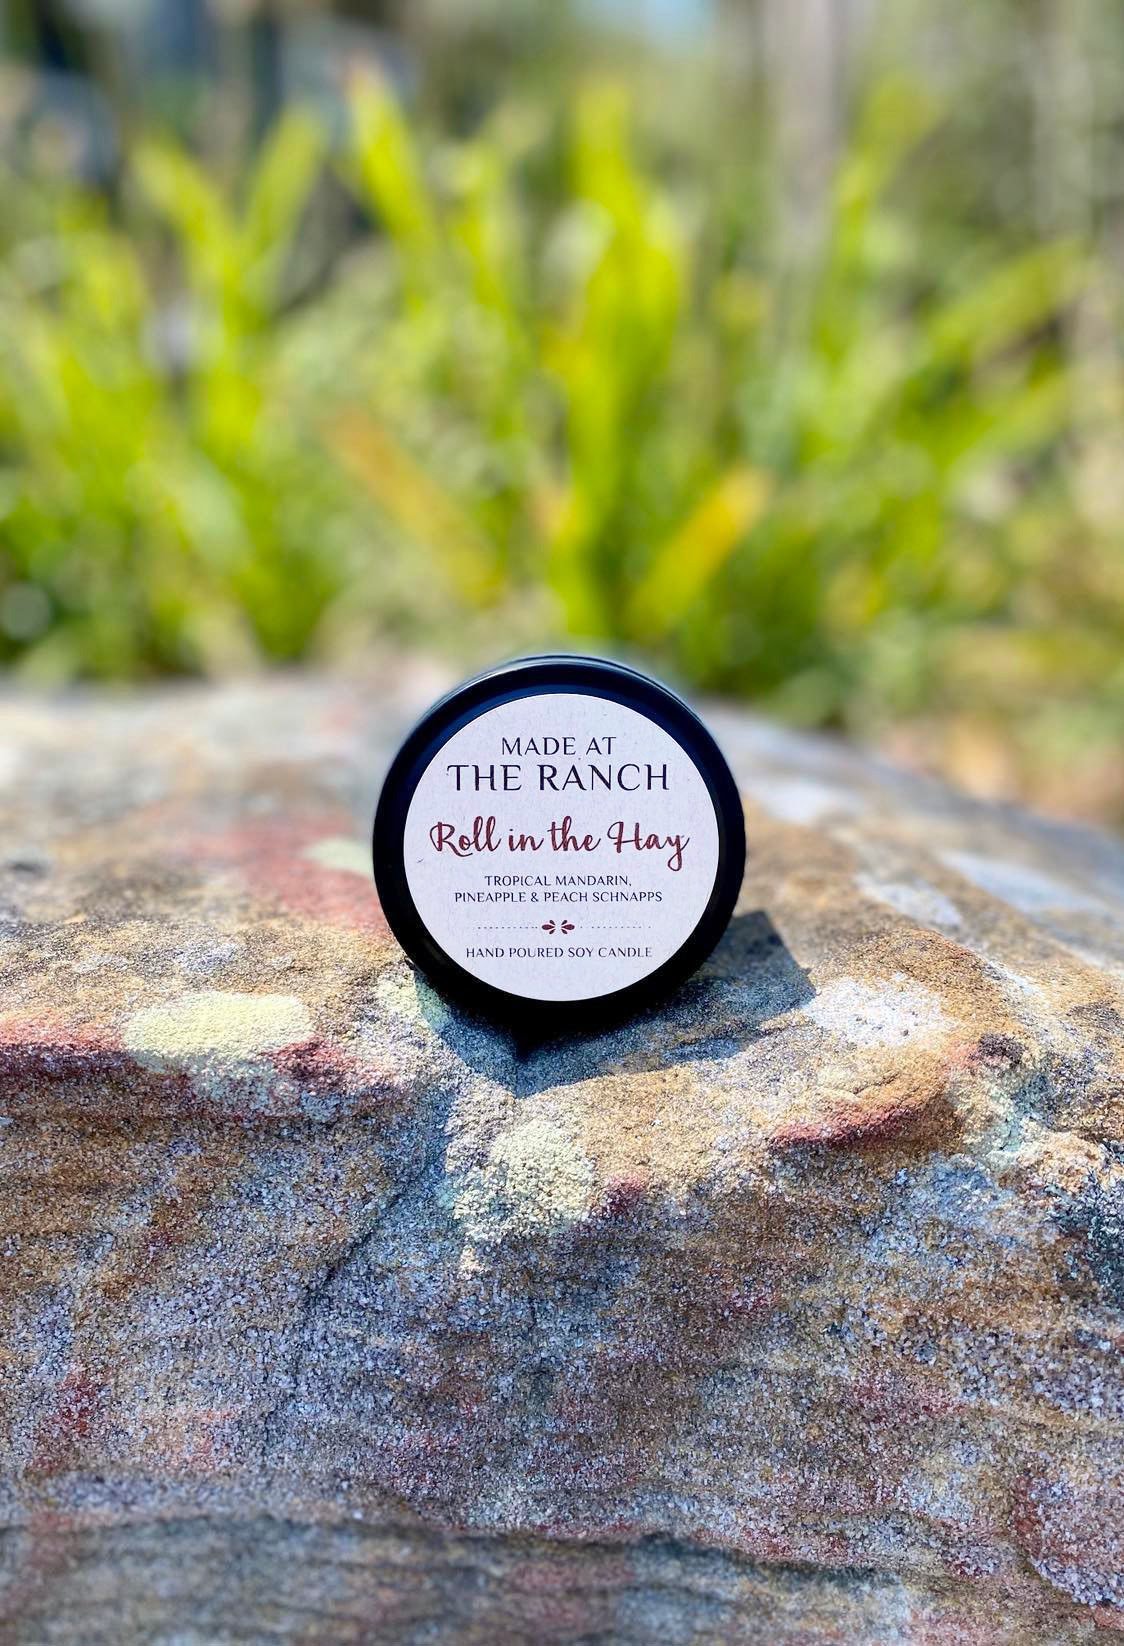 MADE AT
THE RANCH
Roll in the Hay
TROPICAL MANDARIN,
PINEAPPLE & PEACH SCHNAPPS
HAND POURED SOY CANDLE